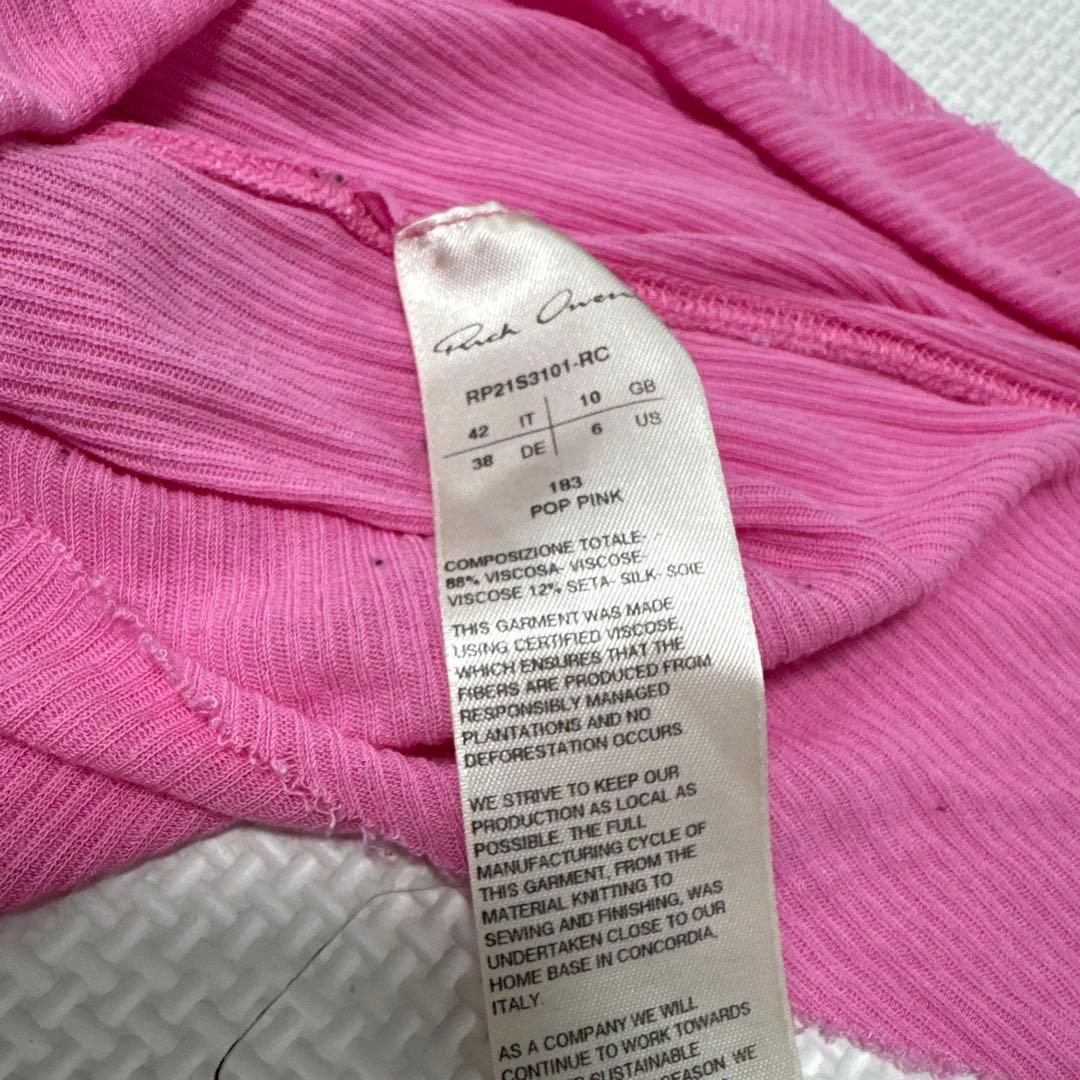 Rick Owen
RP21S3101-RC
42 IT 10 GB
38 DE 6 US
183
POP PINK
COMPOSIZIONE TOTALE-
88% VISCOSA- VISCOSE
VISCOSE 12% SETA- SILK- SOIE
THIS GARMENT WAS MADE
USING CERTIFIED VISCOSE
WHICH ENSURES THAT THE
FIBERS ARE PRODUCED FROM
RESPONSIBLY MANAGED
PLANTATIONS AND NO
DEFORESTATION OCCURS
WE STRIVE TO KEEP OUR
PRODUCTION AS LOCAL AS
POSSIBLE. THE FULL
MANUFACTURING CYCLE OF
THIS GARMENT, FROM THE
MATERIAL KNITTING TO
SEWING AND FINISHING, WAS
UNDERTAKEN CLOSE TO OUR
HOME BASE IN CONCORDIA,
ITALY.
AS A COMPANY WE WILL
CONTINUE TO WORK TOWARDS
SUSTAINABLE
SEASON. WE